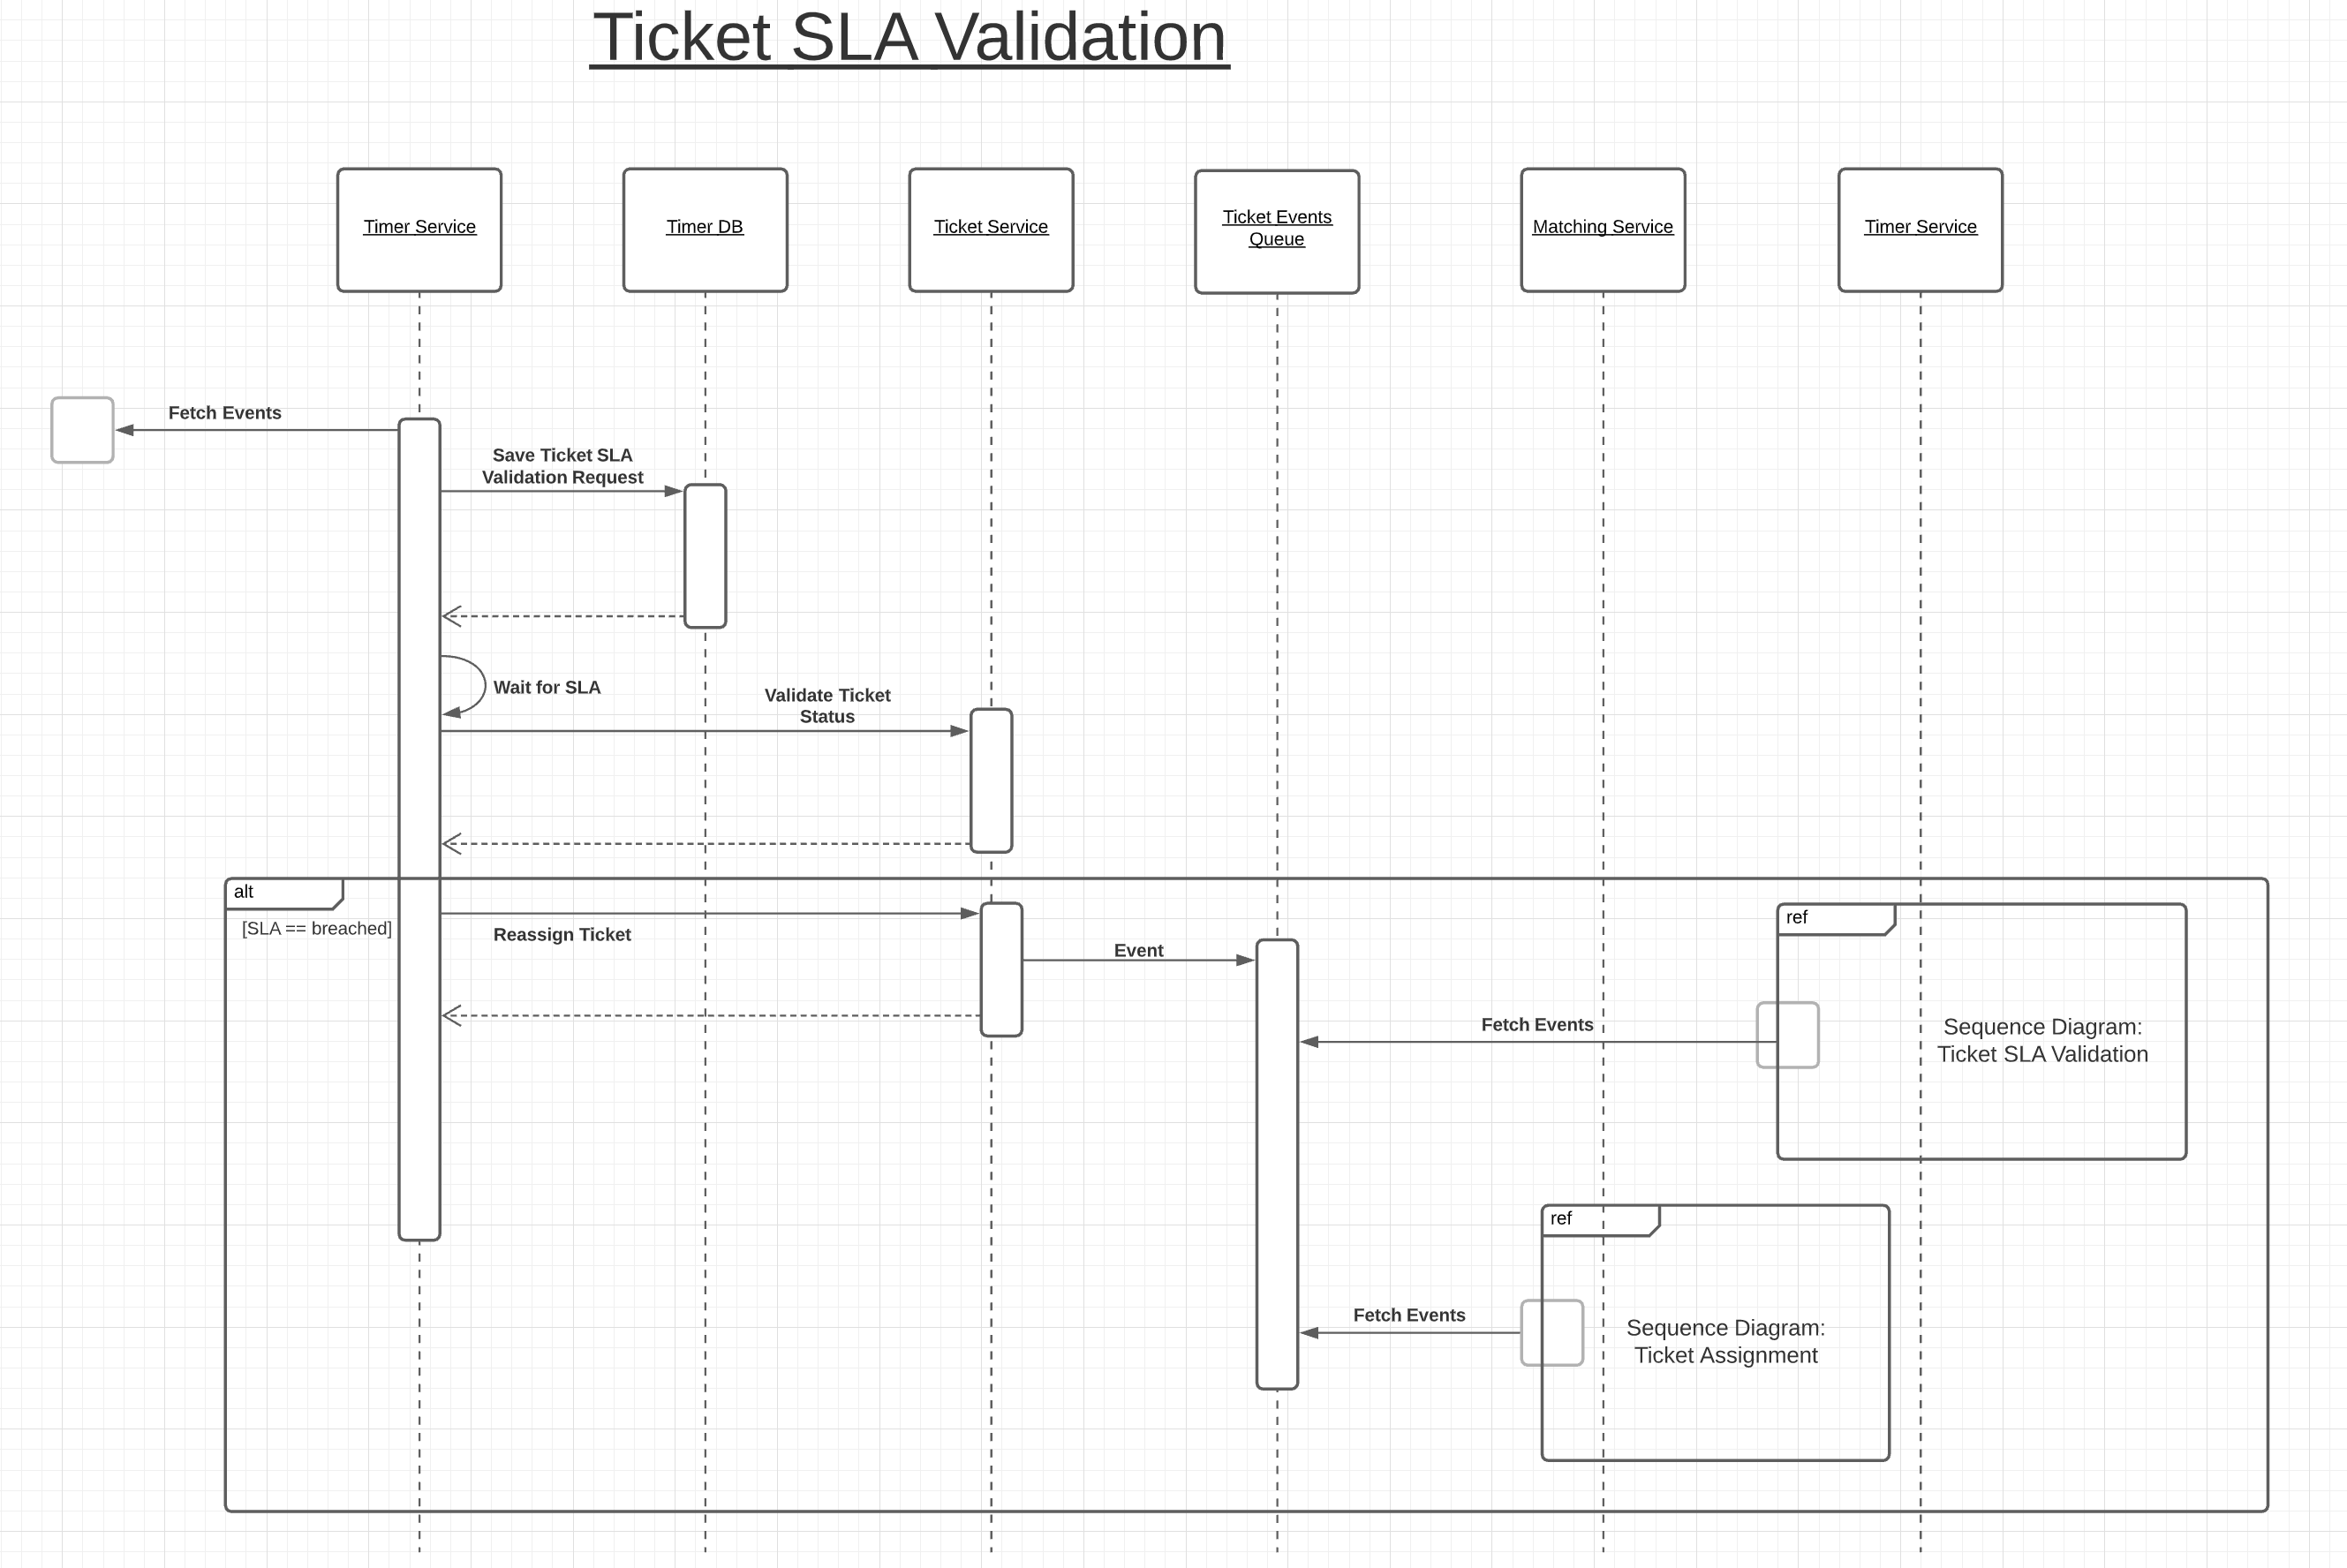 Ticket SLA Validation
Timer Service
Timer DB
Ticket Service
Ticket Events
Queue
Matching Service
Timer Service
Fetch Events
Save Ticket SLA
Validation Request
Wait for SLA
Validate Ticket
Status
alt
[SLA == breached]
Reassign Ticket
Event
ref
Fetch Events
Sequence Diagram:
Ticket SLA Validation
ref
Fetch Events
Sequence Diagram:
Ticket Assignment